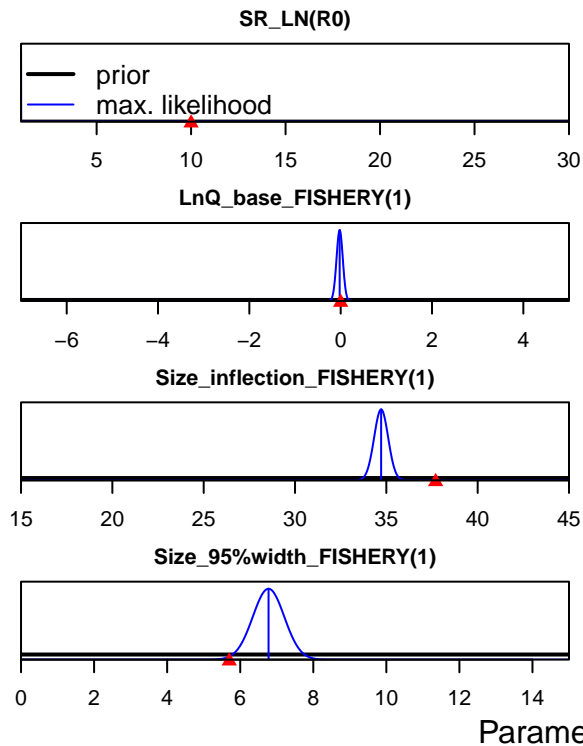 SR_LN(R0)
prior
max. likelihood
5 10 15 20 25 30
LnQ_base_FISHERY(1)
−6 −4 −2 0 2 4
Size_inflection_FISHERY(1)
15 20 25 30 35 40 45
Size_95%width_FISHERY(1)
0 2 4 6 8 10 12 14
Parame